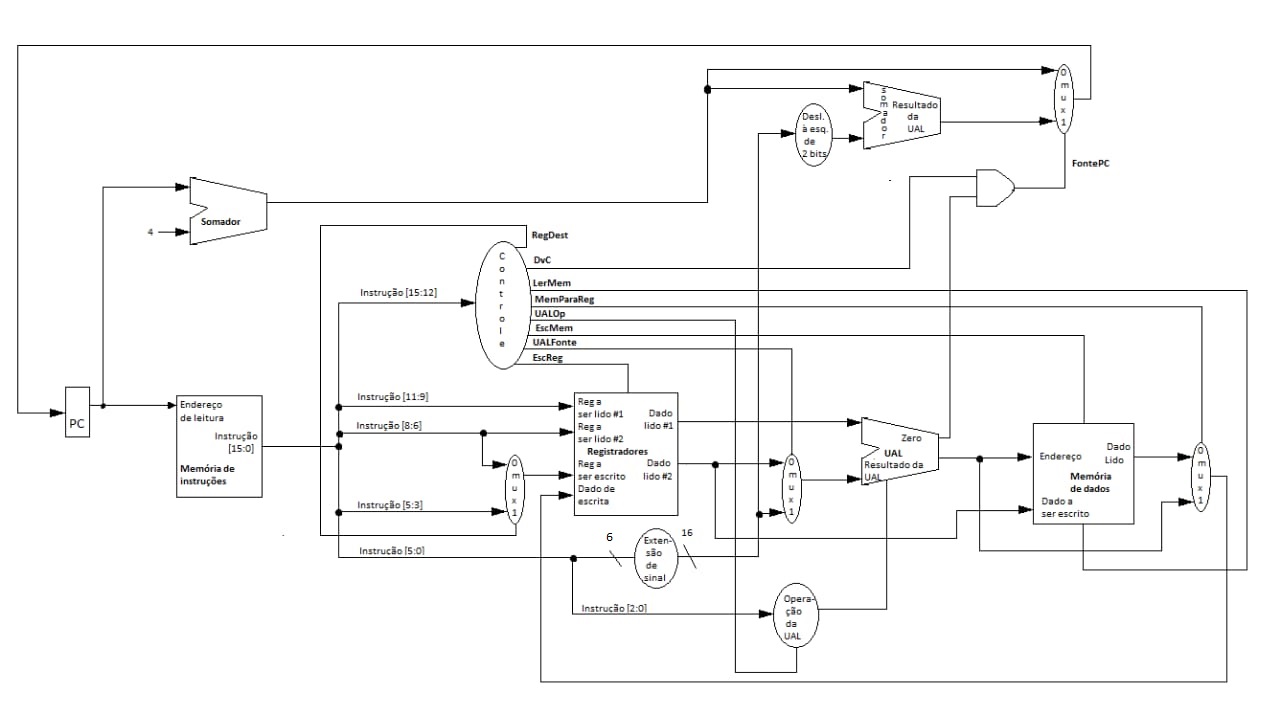 0
m
u
x
1
s
o
m
a
d
o
r
Resultado
da
UAL
Desl.
à esq.
de
2 bits
FontePC
Somador
4
RegDest
C
o
n
t
r
o
l
e
DvC
LerMem
MemParaReg
UALOp
EscMem
UALFonte
EscReg
Instrução [15:12]
PC
Endereço
de leitura
Instrução
[15:0]
Memória de
instruções
Instrução [11:9]
Instrução [8:6]
Instrução [5:3]
Instrução [5:0]
Instrução [2:0]
0
m
u
x
1
Reg a
ser lido #1
Reg a
ser lido #2
Registradores
Reg a
ser escrito
Dado de
escrita
Dado
lido #1
Dado
lido #2
6
Exten-
são
de
sinal
16
0
m
u
x
1
Zero
UAL
Resultado da
UAL
Opera-
ção
da
UAL
Endereço
Dado
Lido
Memória
de dados
Dado a
ser escrito
0
m
u
x
1